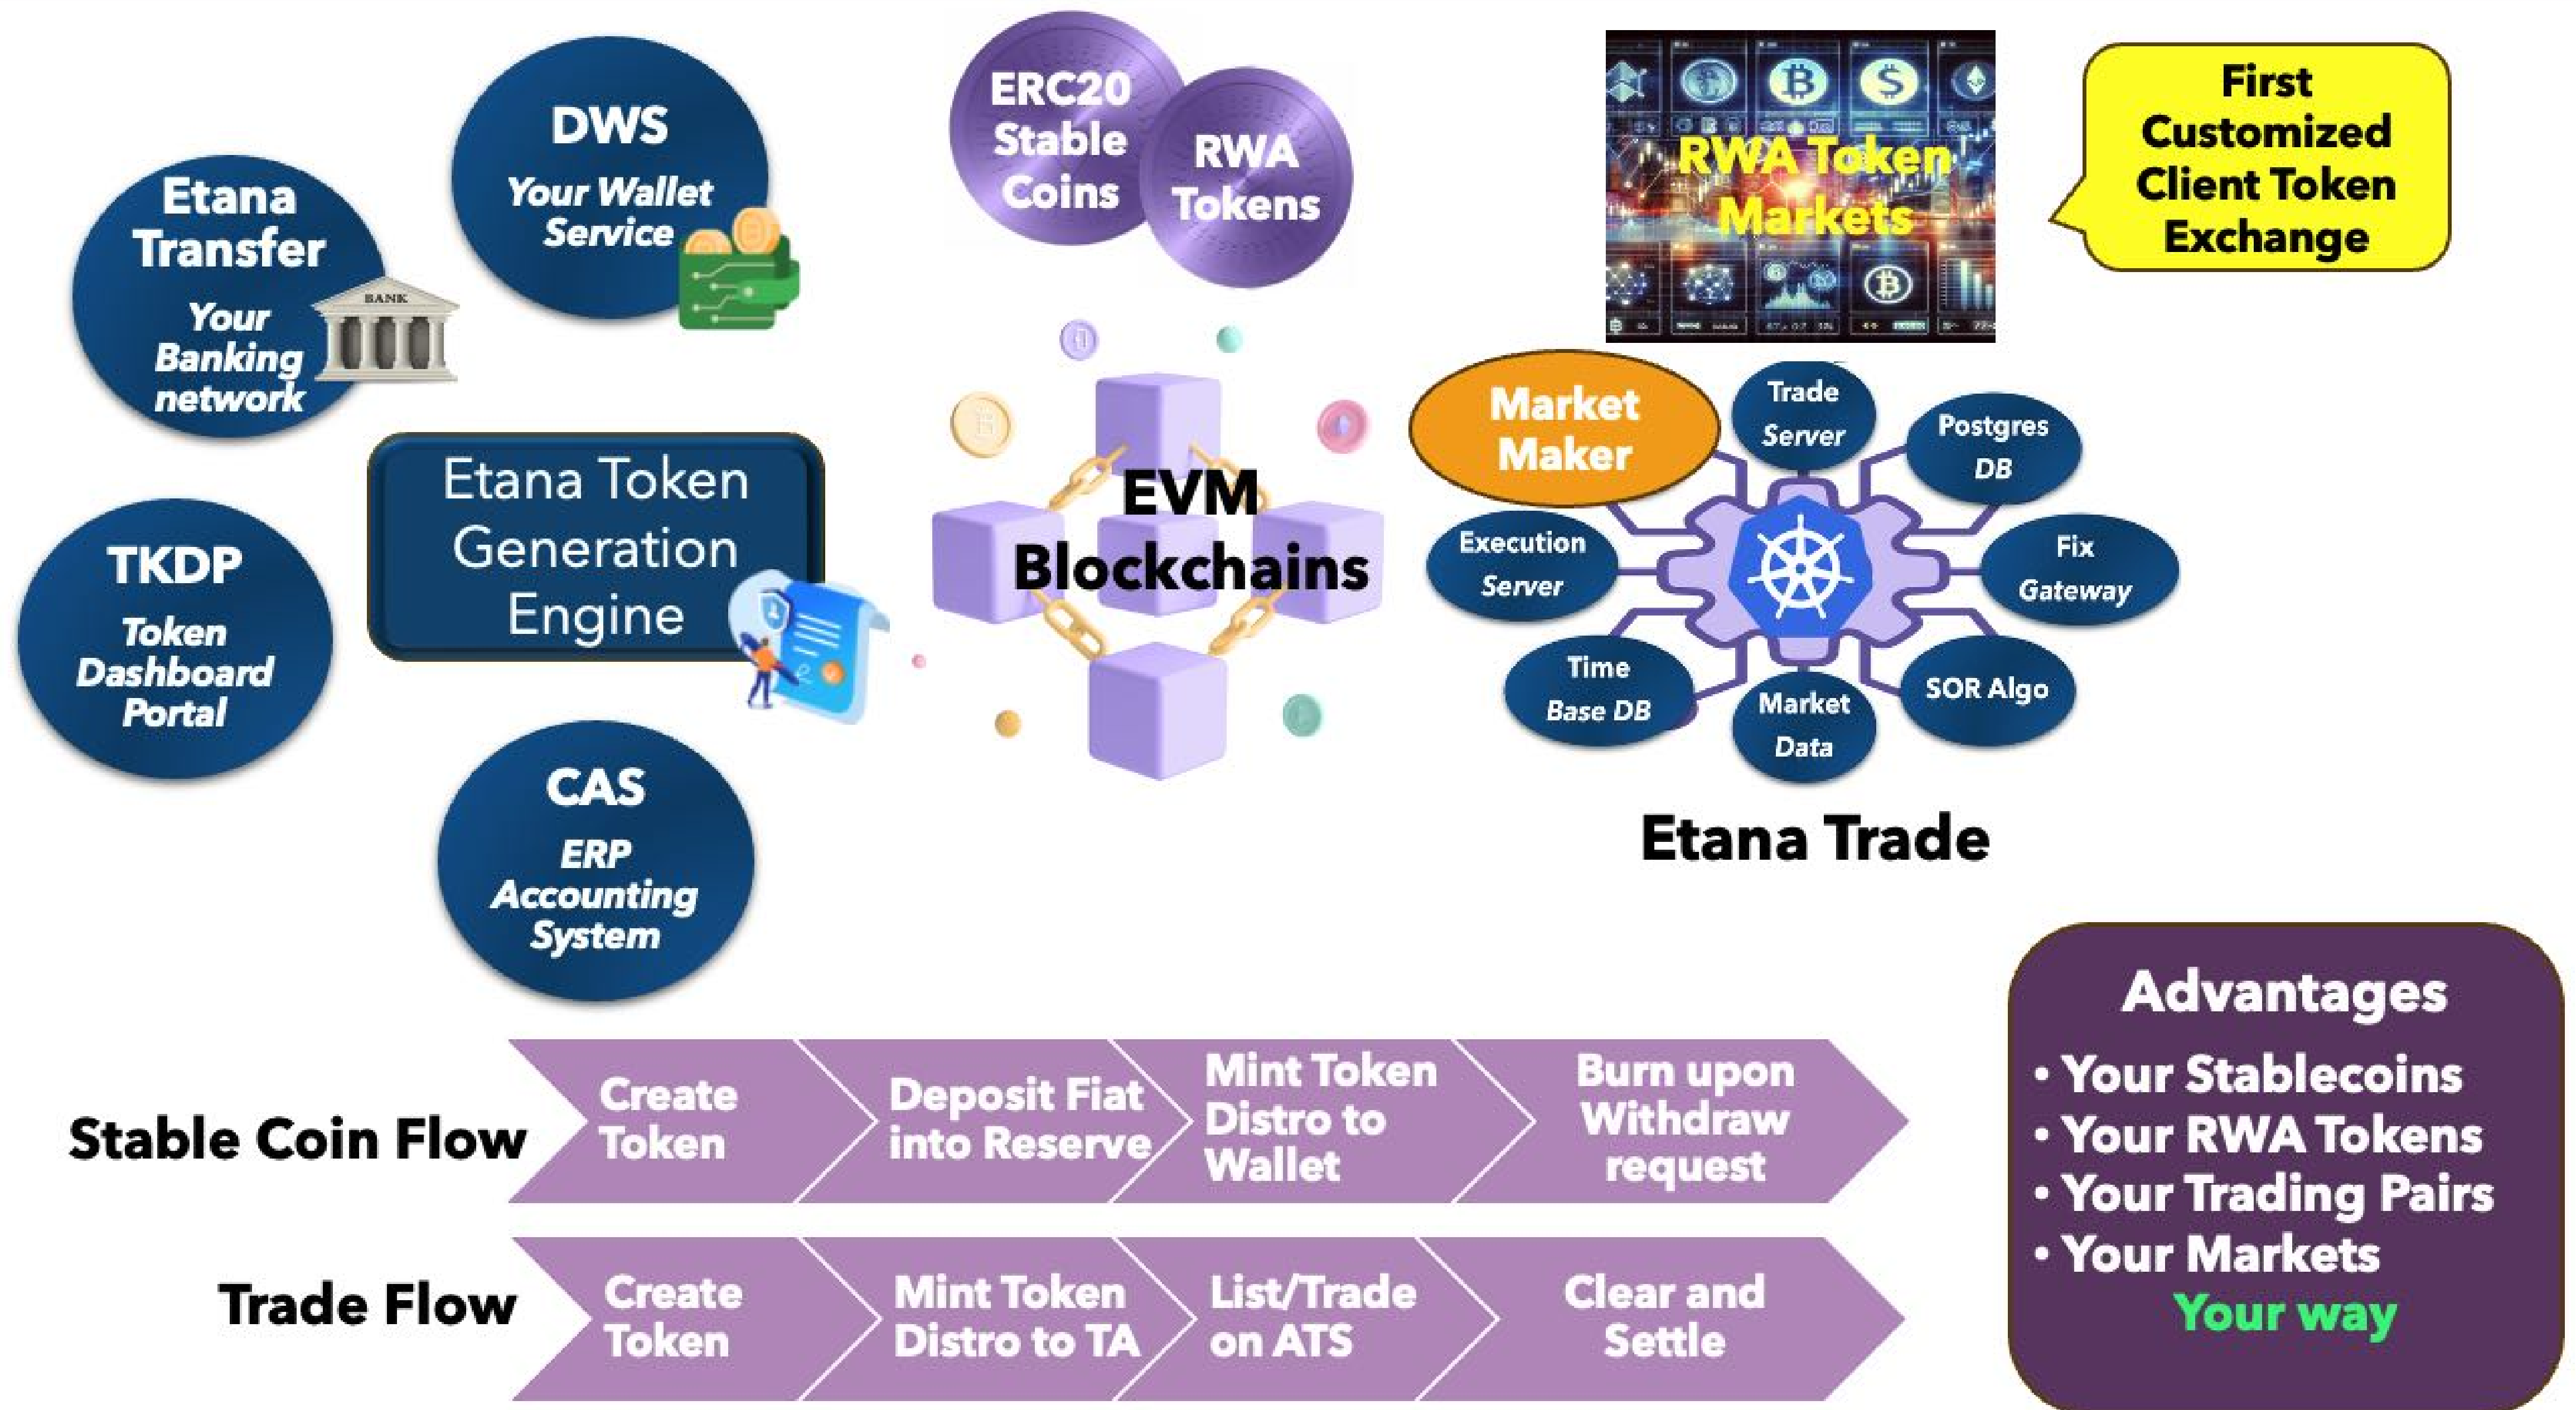 DWS
Your Wallet
Service
Etana
Transfer
Your
Banking
network
BANK
Etana Token
Generation
Engine
TKDP
Token
Dashboard
Portal
CAS
ERP
Accounting
System
ERC20
Stable
Coins
RWA
Tokens
EVM
Blockchains
RWA Token
Markets
First
Customized
Client Token
Exchange
Market
Maker
Trade
Server
Postgres
DB
Execution
Server
Fix
Gateway
Time
Base DB
Market
Data
SOR Algo
Etana Trade
Stable Coin Flow
Create
Token
Deposit Fiat
into Reserve
Mint Token
Distro to
Wallet
Burn upon
Withdraw
request
Trade Flow
Create
Token
Mint Token
Distro to TA
List/Trade
on ATS
Clear and
Settle
Advantages
• Your Stablecoins
• Your RWA Tokens
• Your Trading Pairs
• Your Markets
Your way